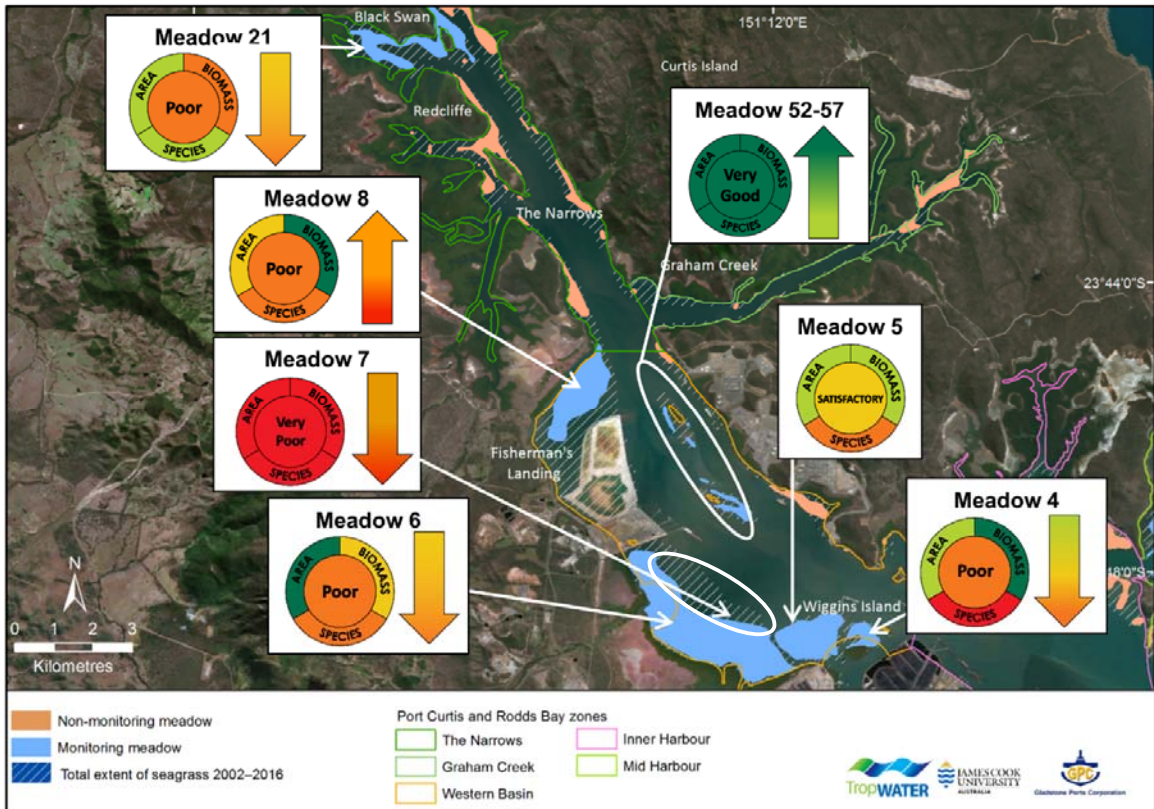 Black Swan
151°12'0"E
Meadow 21
AREA
BIOMASS
SPECIES
Poor
Curtis Island
Redcliffe
Meadow 52-57
AREA
BIOMASS
SPECIES
Very
Good
Meadow 8
AREA
BIOMASS
SPECIES
Poor
The Narrows
Graham Creek
23°44'0"S
Meadow 5
AREA
BIOMASS
SPECIES
SATISFACTORY
Meadow 7
AREA
BIOMASS
SPECIES
Very
Poor
Fisherman's
Landing
Meadow 4
AREA
BIOMASS
SPECIES
Poor
48'0"S
Meadow 6
AREA
BIOMASS
SPECIES
Poor
Wiggins Island
N
0 1 2 3
Kilometres
Non-monitoring meadow
Monitoring meadow
Total extent of seagrass 2002–2016
Port Curtis and Rodds Bay zones
The Narrows
Graham Creek
Western Basin
Inner Harbour
Mid Harbour
TropWATER
JAMES COOK
UNIVERSITY
AUSTRALIA
GPC
Gladstone Ports Corporation